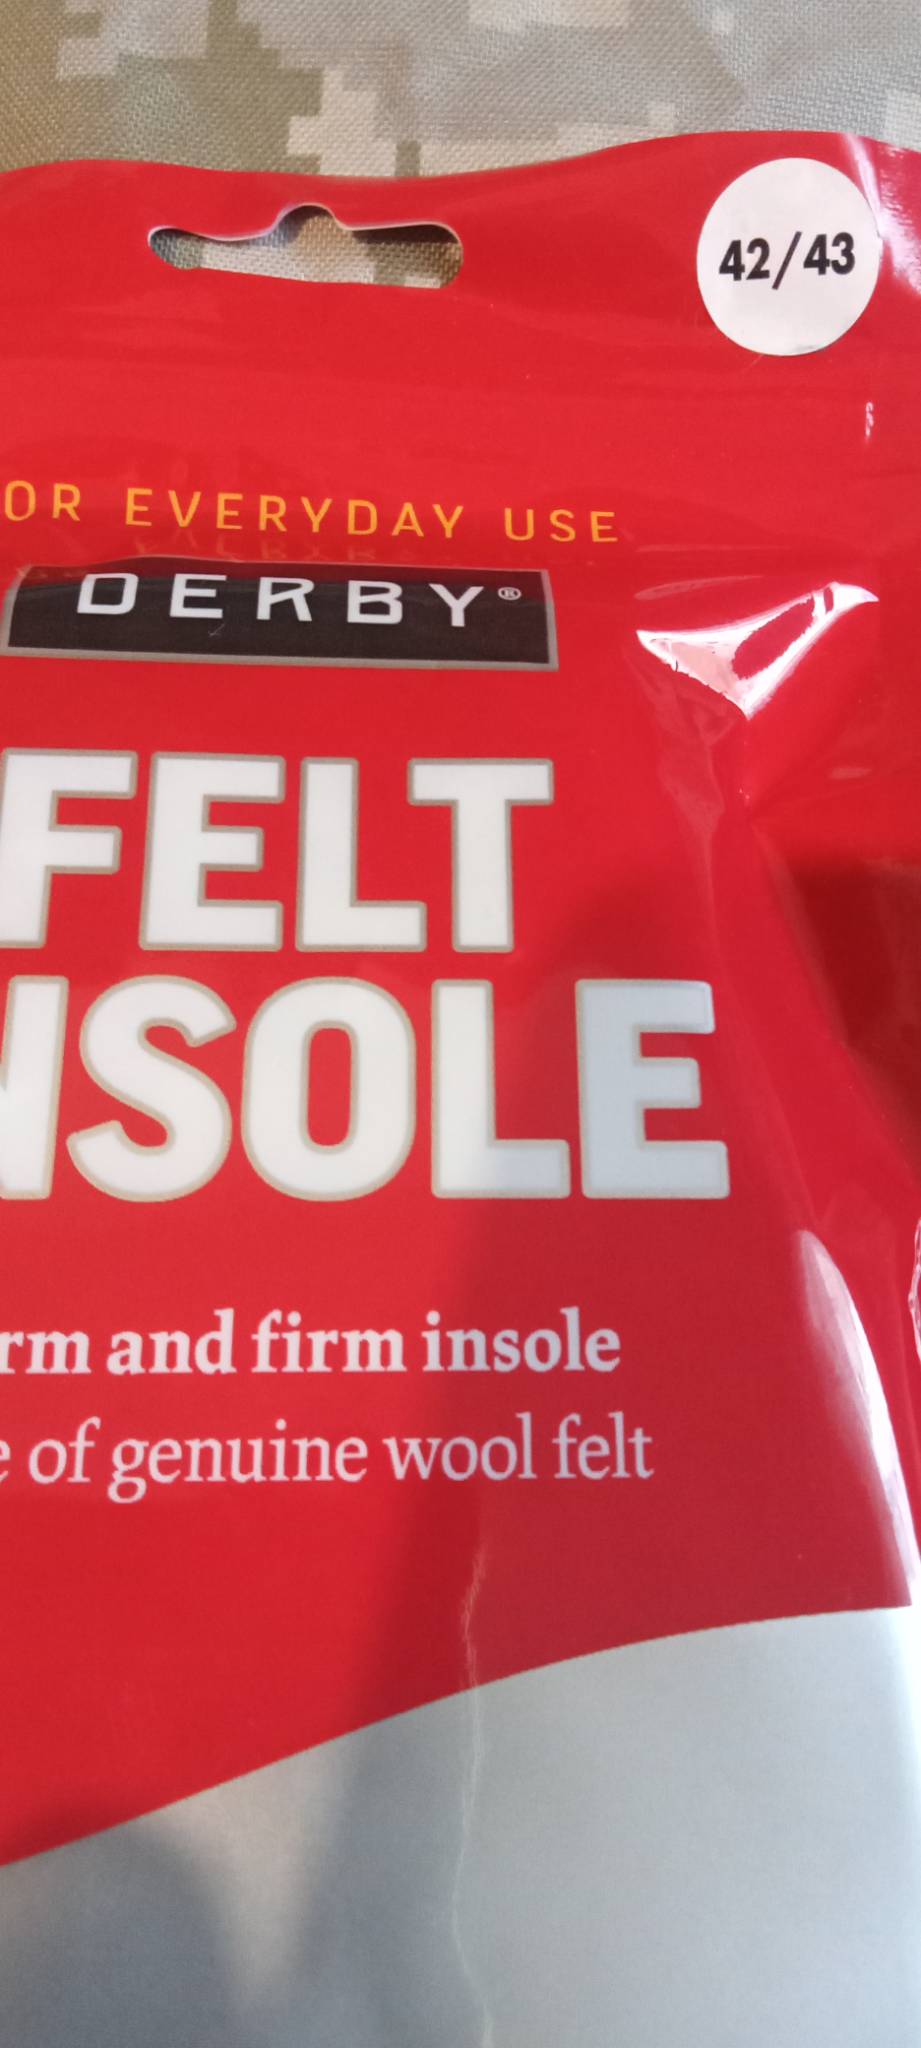 42/43
OR EVERYDAY USE
DERBY®
FELT
NSOLE
rm and firm insole
e of genuine wool felt